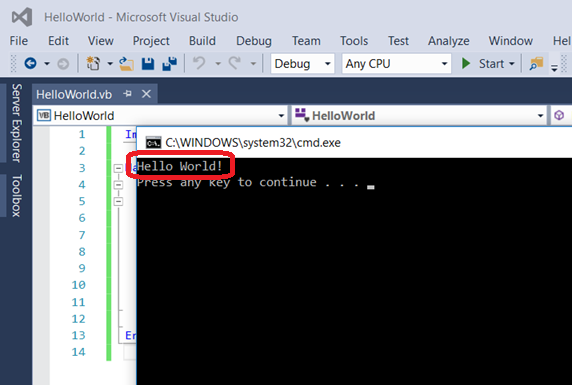 HelloWorld - Microsoft Visual Studio
File Edit View Project Build Debug Team Tools Test Analyze Window Hel
Debug Any CPU Start
Server Explorer
Toolbox
HelloWorld.vb
VB HelloWorld HelloWorld
C:\WINDOWS\system32\cmd.exe
Hello World!
Press any key to continue . . .
1 Im
2
3
4
5
6
7
8
9
10
11
12
13 En
14